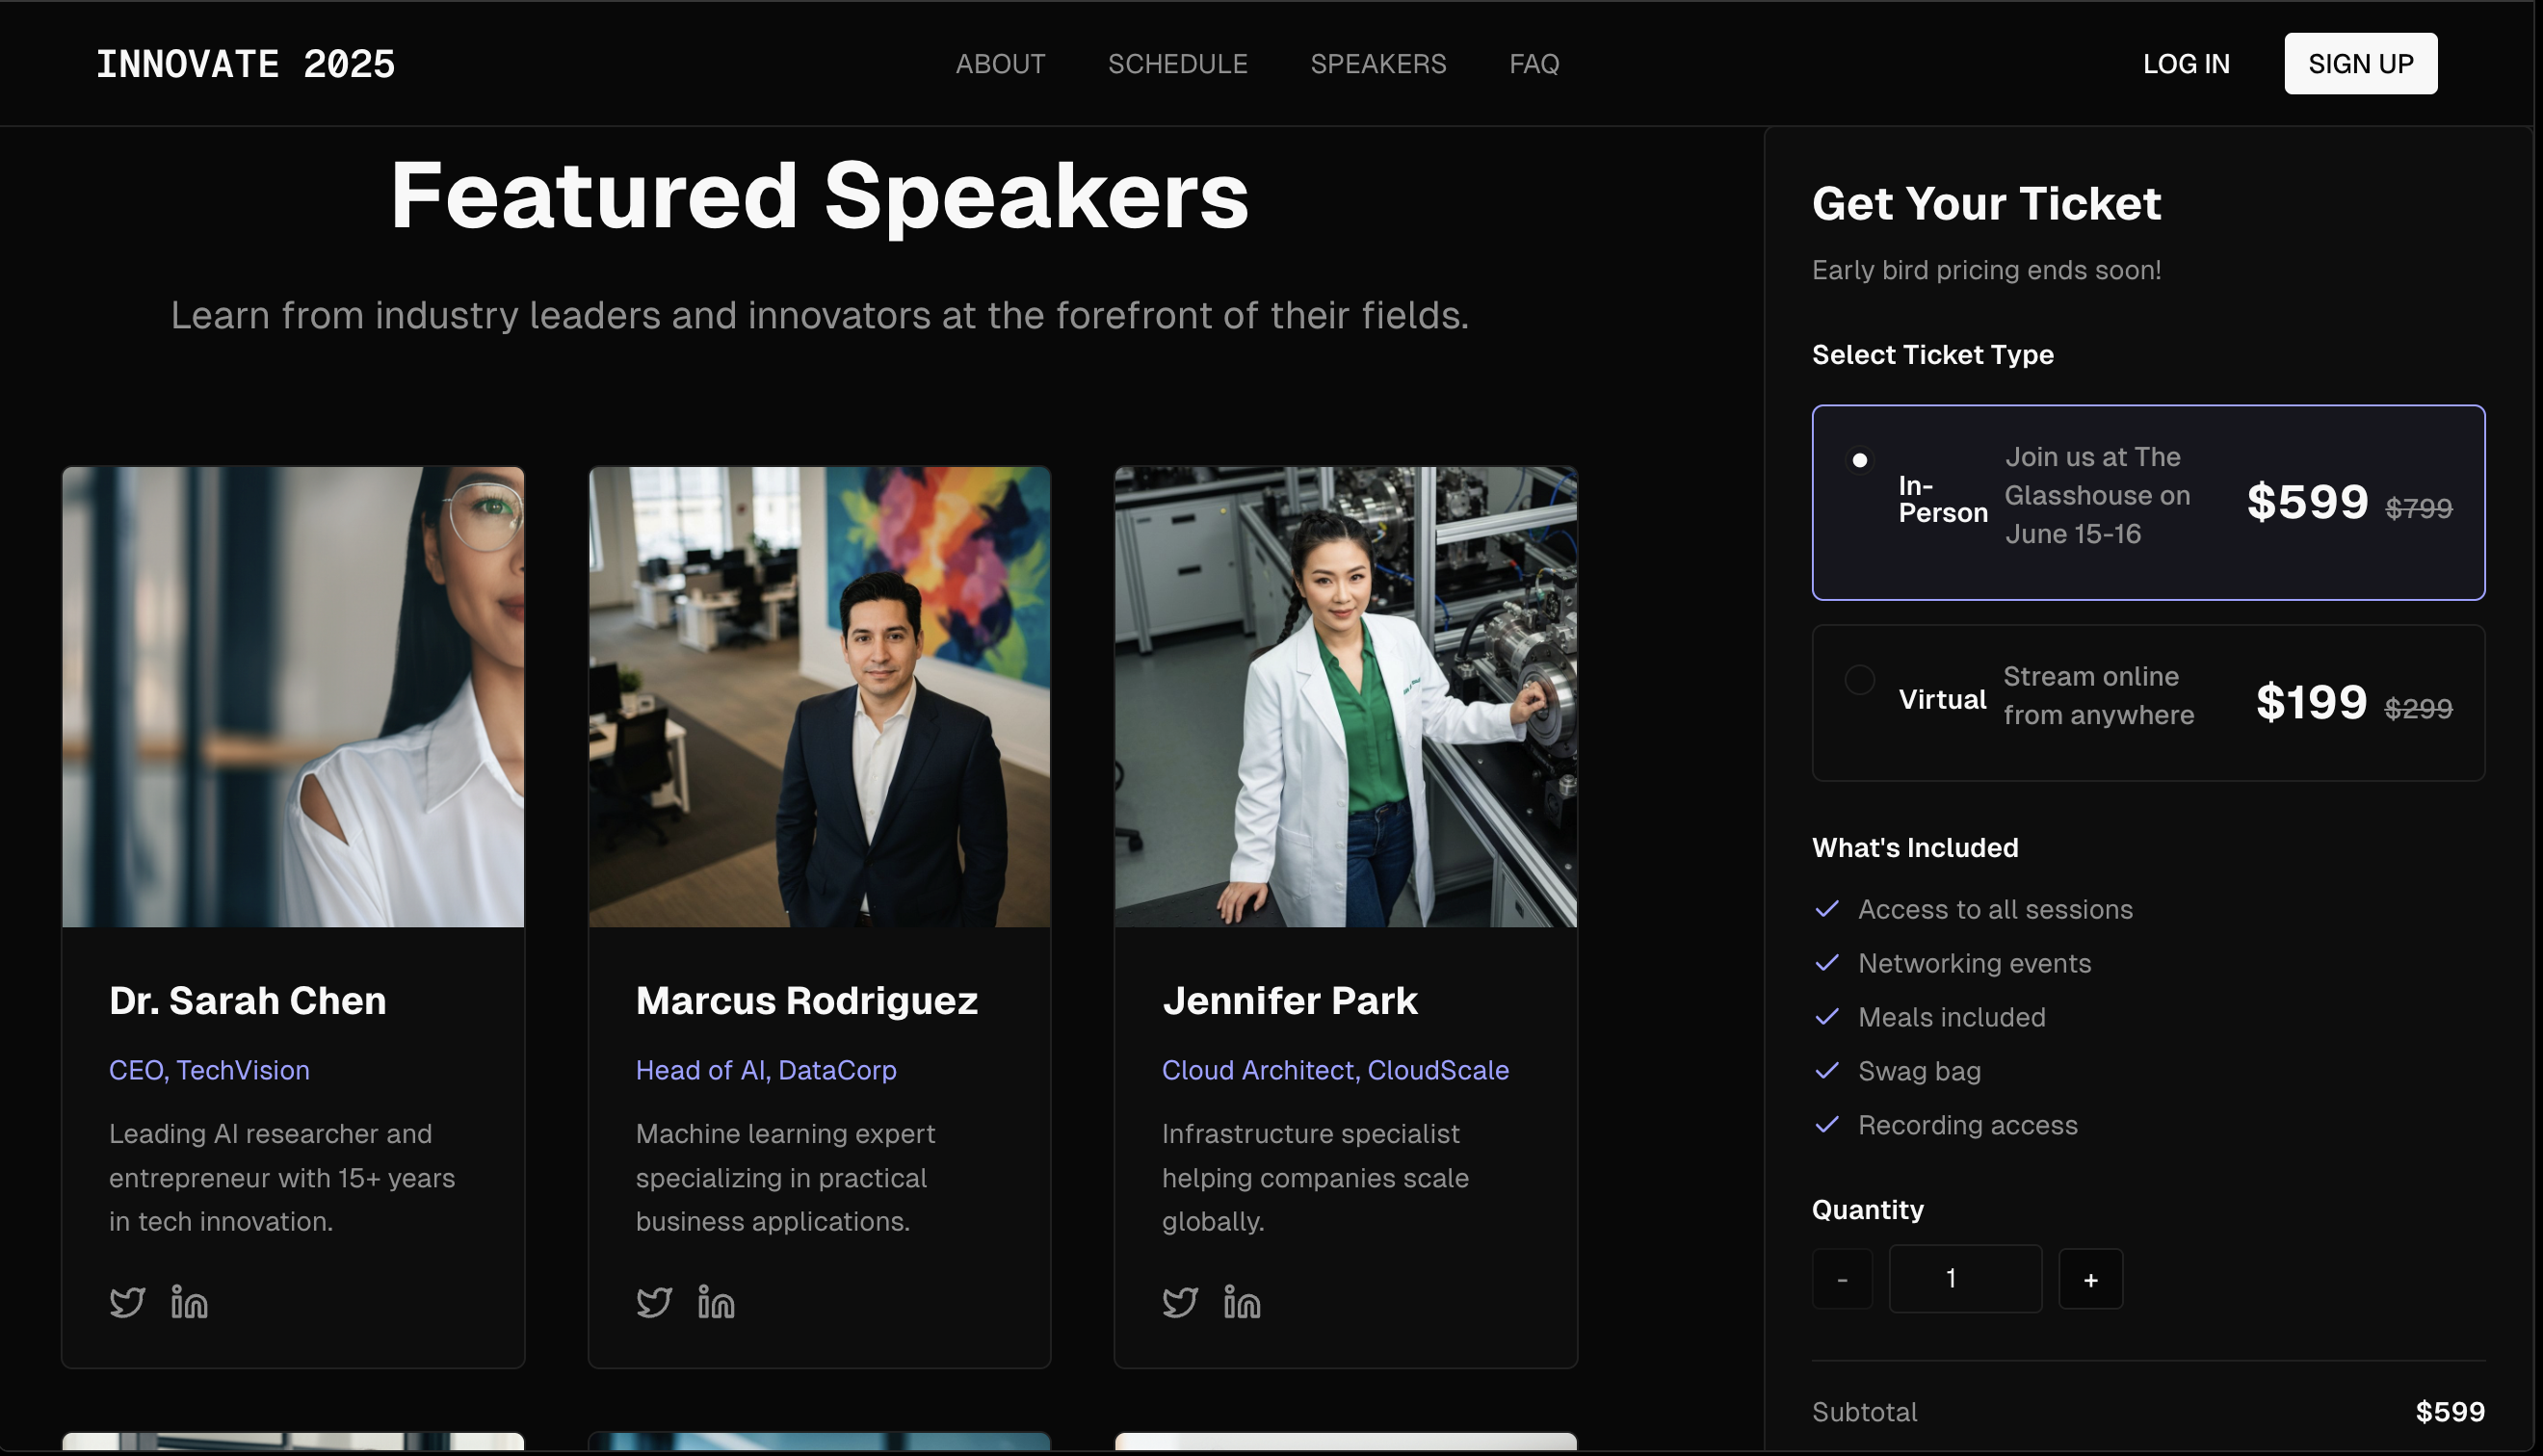 INNOVATE 2025
ABOUT
SCHEDULE
SPEAKERS
FAQ
LOG IN
SIGN UP
Featured Speakers
Learn from industry leaders and innovators at the forefront of their fields.
Dr. Sarah Chen
CEO, TechVision
Leading AI researcher and
entrepreneur with 15+ years
in tech innovation.
Marcus Rodriguez
Head of AI, DataCorp
Machine learning expert
specializing in practical
business applications.
Jennifer Park
Cloud Architect, CloudScale
Infrastructure specialist
helping companies scale
globally.
Get Your Ticket
Early bird pricing ends soon!
Select Ticket Type
In-
Person
Join us at The
Glasshouse on
June 15-16
$599 $799
Virtual
Stream online
from anywhere
$199 $299
What's Included
Access to all sessions
Networking events
Meals included
Swag bag
Recording access
Quantity
- 1 +
Subtotal $599